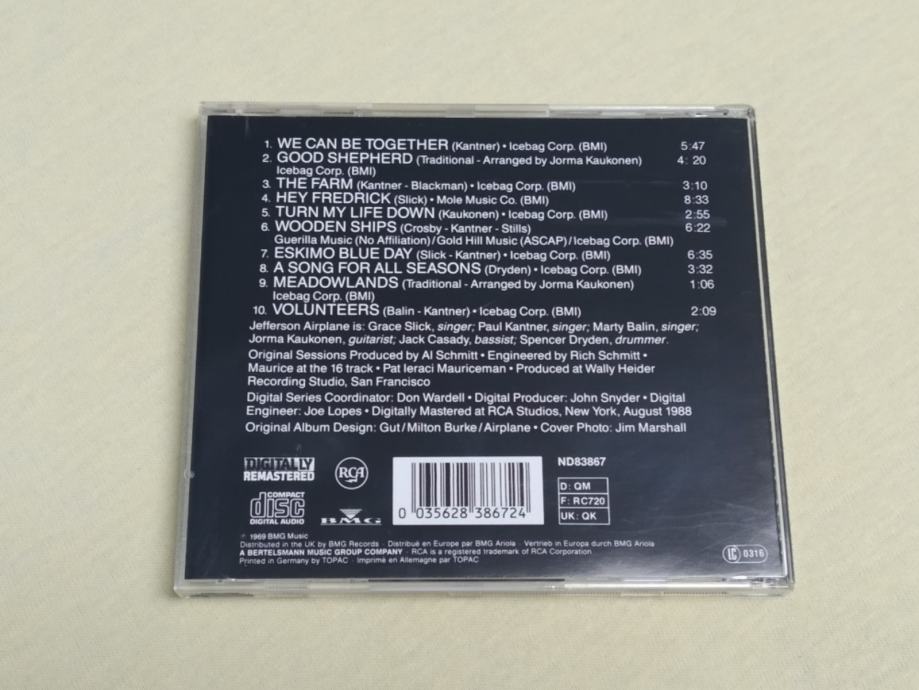 1. WE CAN BE TOGETHER (Kantner) • Icebag Corp. (BMI) 5:47
2. GOOD SHEPHERD (Traditional - Arranged by Jorma Kaukonen) 4: 20
Icebag Corp. (BMI)
3. THE FARM (Kantner - Blackman) • Icebag Corp. (BMI) 3:10
4. HEY FREDRICK (Slick) • Mole Music Co. (BMI) 8:33
5. TURN MY LIFE DOWN (Kaukonen) • Icebag Corp. (BMI) 2:55
6. WOODEN SHIPS (Crosby - Kantner - Stills) 6:22
Guerilla Music (No Affiliation)/Gold Hill Music (ASCAP)/Icebag Corp. (BMI)
7. ESKIMO BLUE DAY (Slick - Kantner) • Icebag Corp. (BMI) 6:35
8. A SONG FOR ALL SEASONS (Dryden) • Icebag Corp. (BMI) 3:32
9. MEADOWLANDS (Traditional - Arranged by Jorma Kaukonen) 1:06
Icebag Corp. (BMI)
10. VOLUNTEERS (Balin - Kantner) • Icebag Corp. (BMI) 2:09
Jefferson Airplane is: Grace Slick, singer; Paul Kantner, singer; Marty Balin, singer;
Jorma Kaukonen, guitarist; Jack Casady, bassist; Spencer Dryden, drummer.
Original Sessions Produced by Al Schmitt • Engineered by Rich Schmitt •
Maurice at the 16 track • Pat Ieraci Mauriceman • Produced at Wally Heider
Recording Studio, San Francisco
Digital Series Coordinator: Don Wardell • Digital Producer: John Snyder • Digital
Engineer: Joe Lopes • Digitally Mastered at RCA Studios, New York, August 1988
Original Album Design: Gut/Milton Burke/Airplane • Cover Photo: Jim Marshall
DIGITALLY
REMASTERED
RCA
COMPACT
disc
DIGITAL AUDIO
BMG
0 035628 386724
ND83867
D: QM
F: RC720
UK: QK
1969 BMG Music
Distributed in the UK by BMG Records · Distribué en Europe par BMG Ariola · Vertrieb in Europa durch BMG Ariola
A BERTELSMANN MUSIC GROUP COMPANY · RCA is a registered trademark of RCA Corporation
Printed in Germany by TOPAC · Imprimé en Allemagne par TOPAC
LC 0316